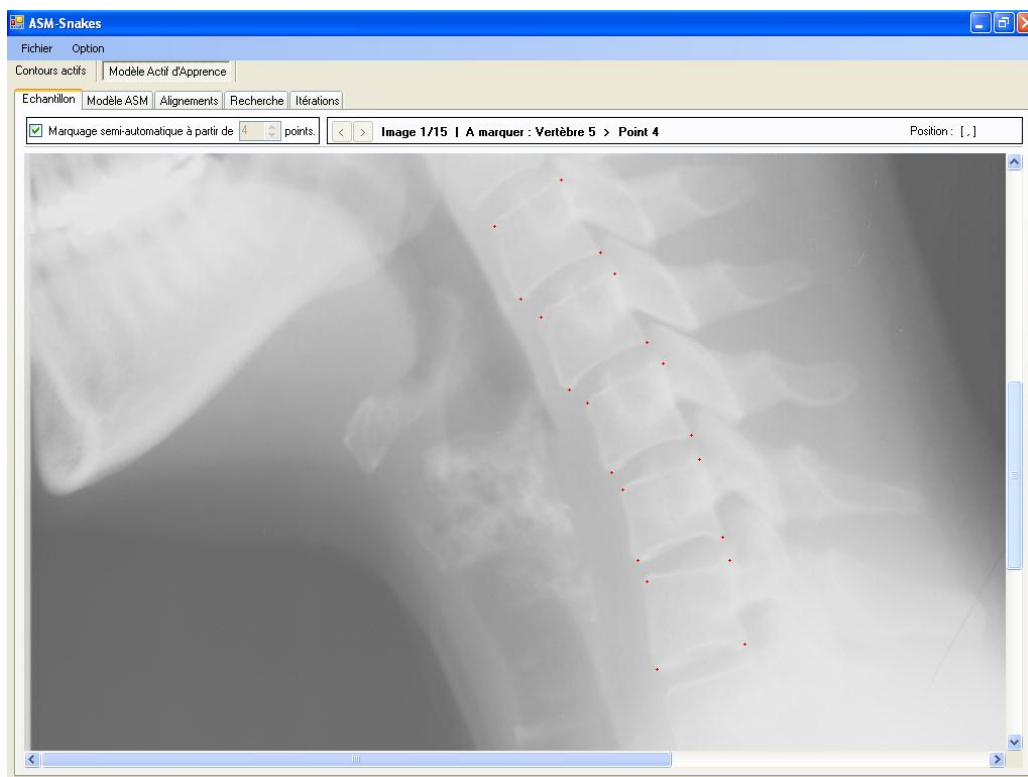 ASM-Snakes
Fichier Option
Contours actifs Modèle Actif d'Apprence
Echantillon Modèle ASM Alignements Recherche Itérations
Marquage semi-automatique à partir de 4 points. < > Image 1/15 | A marquer : Vertèbre 5 > Point 4 Position : [ , ]